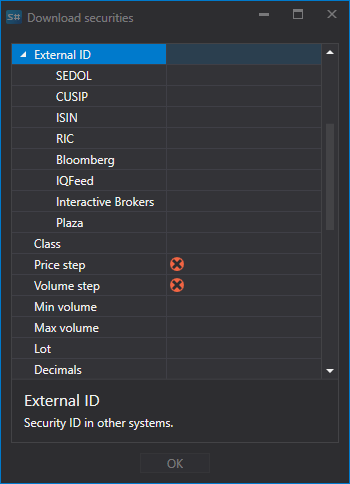 S# Download securities
External ID
SEDOL
CUSIP
ISIN
RIC
Bloomberg
IQFeed
Interactive Brokers
Plaza
Class
Price step
Volume step
Min volume
Max volume
Lot
Decimals
External ID
Security ID in other systems.
OK